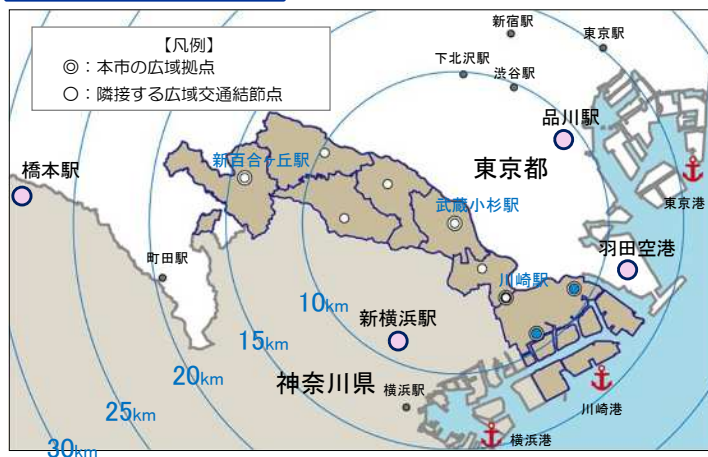 【凡例】
◎：本市の広域拠点
○：隣接する広域交通結節点
新宿駅
東京駅
下北沢駅
渋谷駅
品川駅
東京都
新百合ヶ丘駅
橋本駅
武蔵小杉駅
東京港
羽田空港
町田駅
川崎駅
10km
新横浜駅
15km
20km
神奈川県
横浜駅
川崎港
25km
横浜港
30km